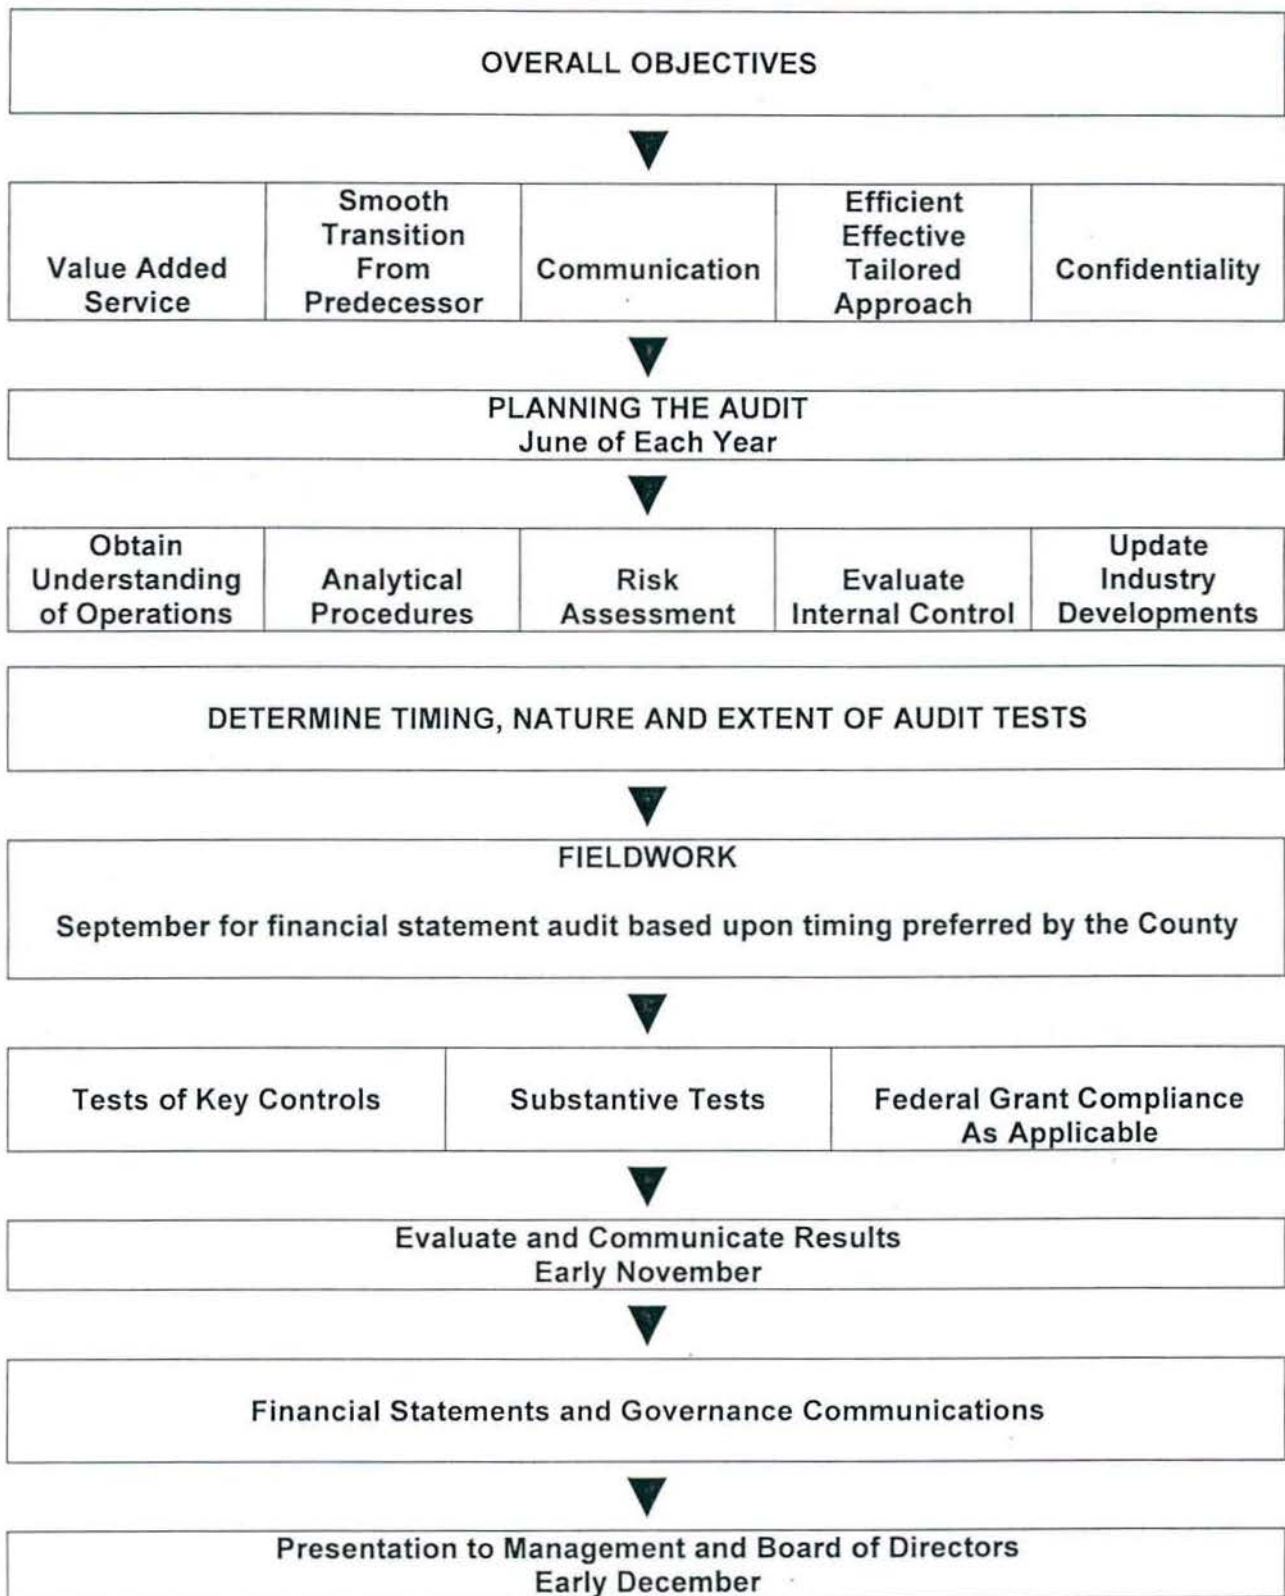 OVERALL OBJECTIVES
Value Added
Service
Smooth
Transition
From
Predecessor
Communication
Efficient
Effective
Tailored
Approach
Confidentiality
PLANNING THE AUDIT
June of Each Year
Obtain
Understanding
of Operations
Analytical
Procedures
Risk
Assessment
Evaluate
Internal Control
Update
Industry
Developments
DETERMINE TIMING, NATURE AND EXTENT OF AUDIT TESTS
FIELDWORK
September for financial statement audit based upon timing preferred by the County
Tests of Key Controls
Substantive Tests
Federal Grant Compliance
As Applicable
Evaluate and Communicate Results
Early November
Financial Statements and Governance Communications
Presentation to Management and Board of Directors
Early December